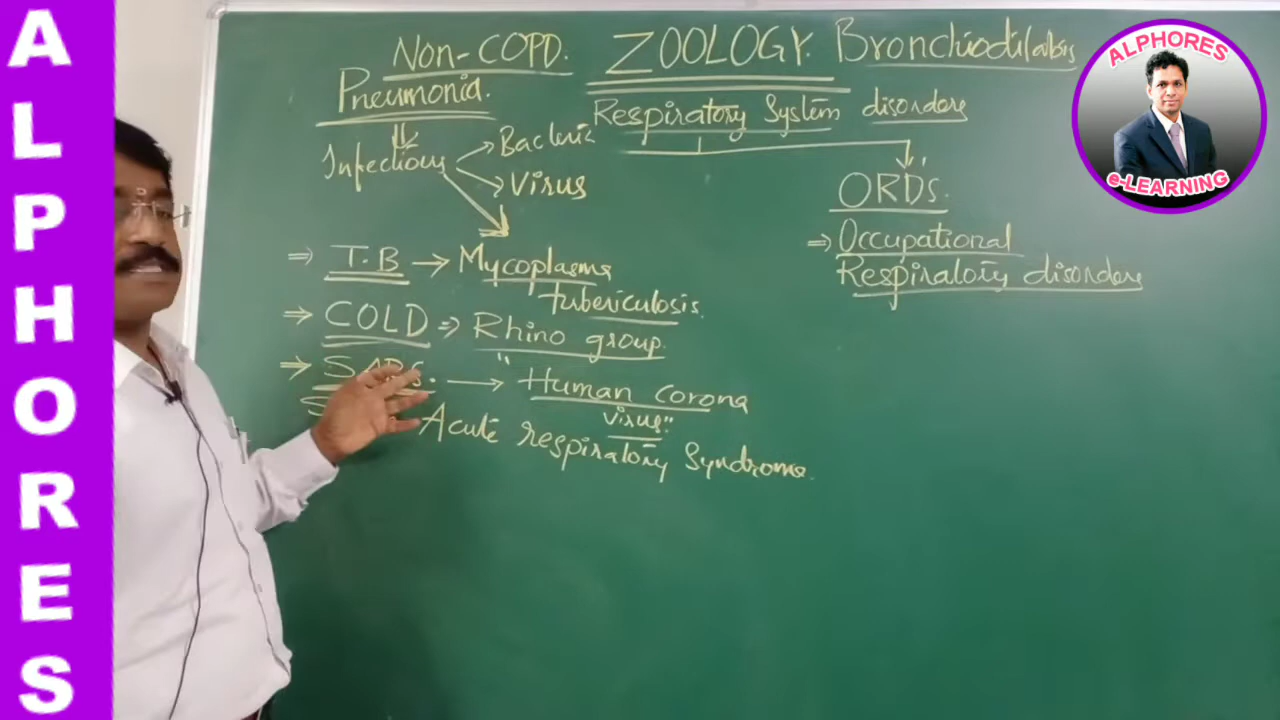 ALPHORES
Non-COPD. ZOOLOGY. Bronchiodilators
Pneumonia.
Respiratory System disorders
Infectious
Bacteria
Virus
ORDs.
⇒ T.B → Mycoplasma
tuberculosis.
⇒ Occupational
Respiratory disorders
⇒ COLD ⇒ Rhino group.
⇒ SARS. → "Human corona
virus"
Acute respiratory Syndrome.
ALPHORES
e-LEARNING